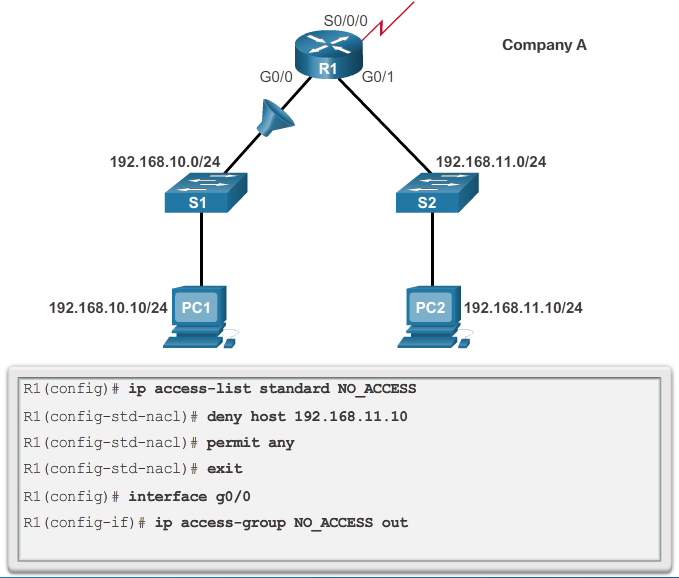 S0/0/0
Company A
R1
G0/0
G0/1
192.168.10.0/24
192.168.11.0/24
S1
S2
192.168.10.10/24
PC1
PC2
192.168.11.10/24
R1(config)# ip access-list standard NO_ACCESS
R1(config-std-nacl)# deny host 192.168.11.10
R1(config-std-nacl)# permit any
R1(config-std-nacl)# exit
R1(config)# interface g0/0
R1(config-if)# ip access-group NO_ACCESS out